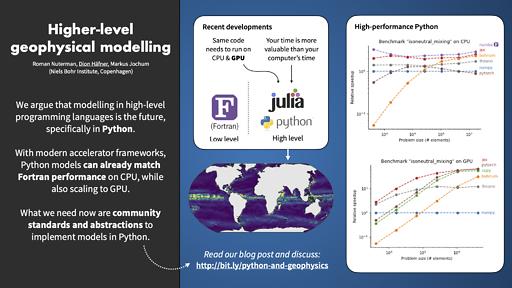 Higher-level
geophysical modelling
Roman Nuterman, Dion Häfner, Markus Jochum
(Niels Bohr Institute, Copenhagen)
We argue that modelling in high-level
programming languages is the future,
specifically in Python.
With modern accelerator frameworks,
Python models can already match
Fortran performance on CPU, while
also scaling to GPU.
What we need now are community
standards and abstractions to
implement models in Python.
Recent developments
Same code
needs to run on
CPU & GPU
Your time is more
valuable than your
computer's time
F
(Fortran)
Low level
julia
python
High level
Read our blog post and discuss:
http://bit.ly/python-and-geophysics
High-performance Python
Benchmark "isoneutral_mixing" on CPU
Relative speedup
numba
jax
bohrium
theano
numpy
pytorch
Problem size (# elements)
Benchmark "isoneutral_mixing" on GPU
Relative speedup
jax
pytorch
cupy
bohrium
theano
numpy
Problem size (# elements)